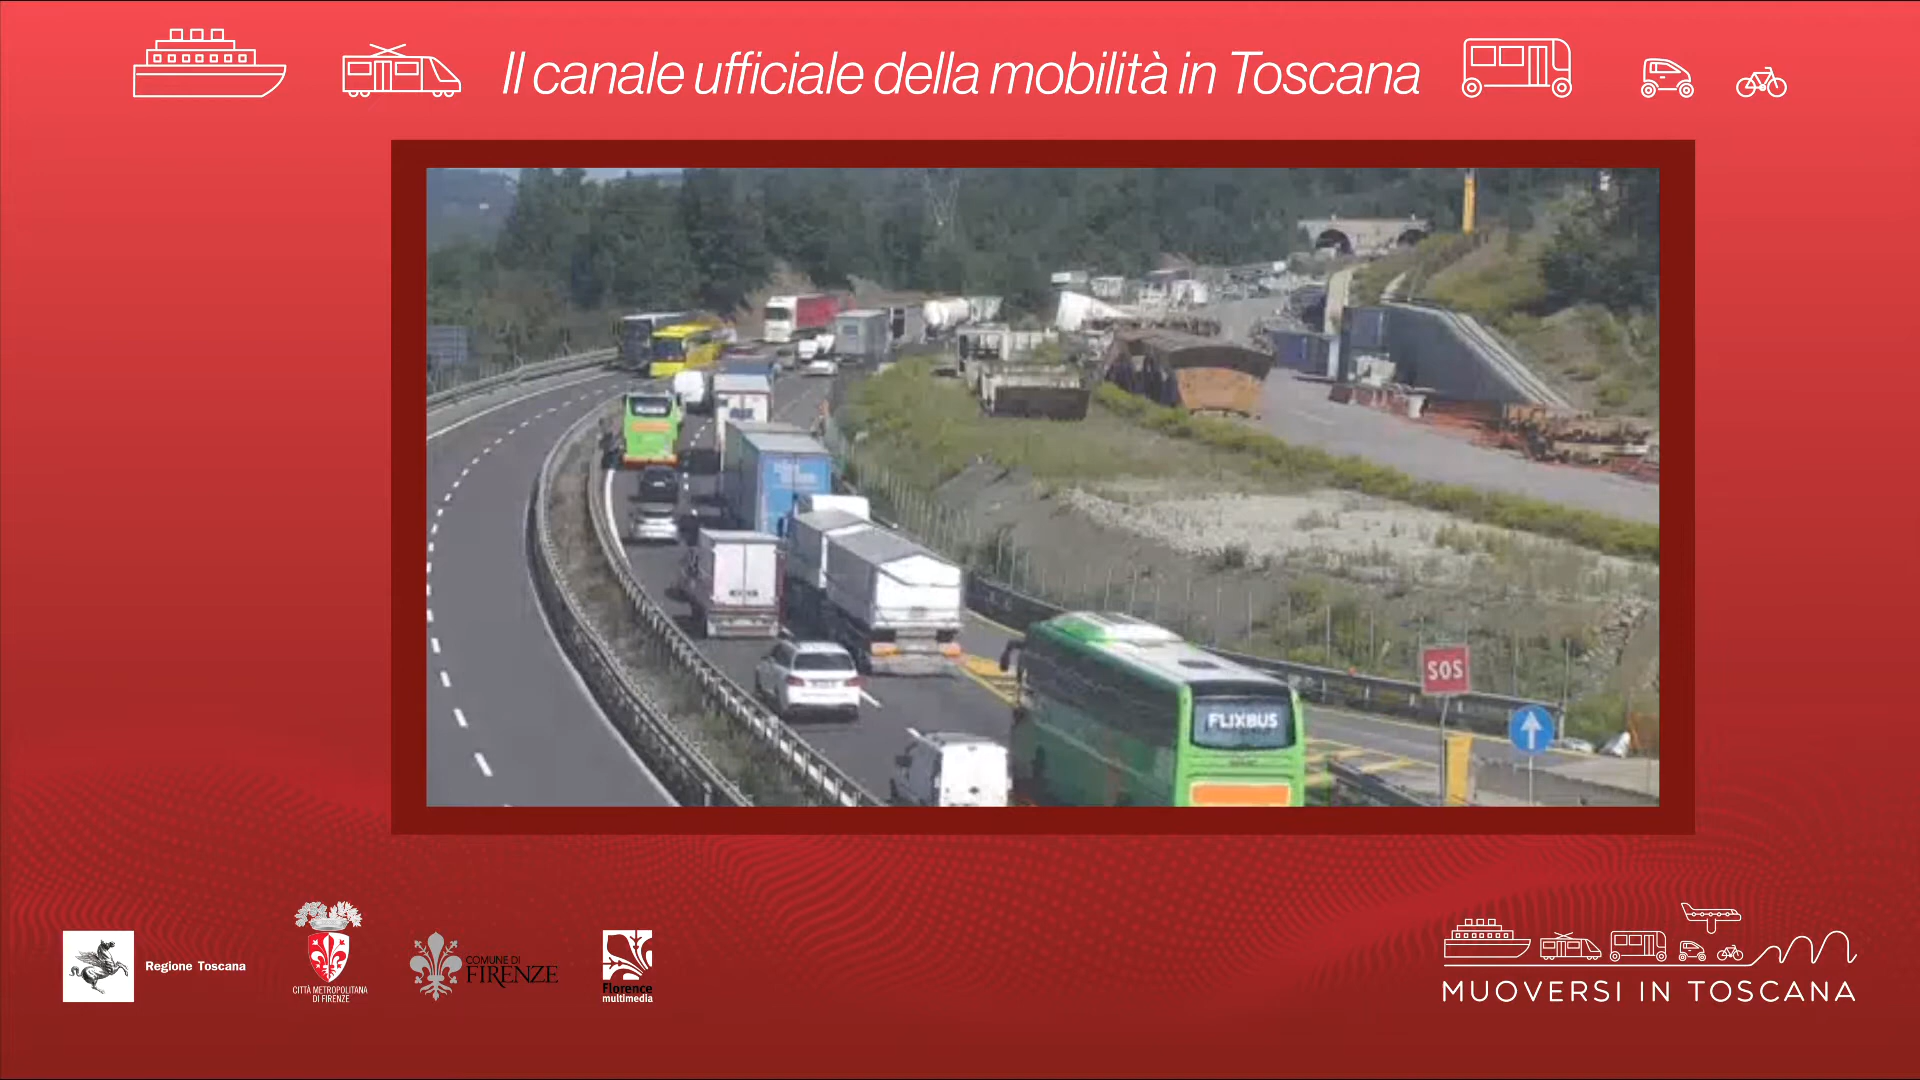 Il canale ufficiale della mobilità in Toscana
FLIXBUS
SOS
Regione Toscana
CITTÀ METROPOLITANA
DI FIRENZE
COMUNE DI
FIRENZE
Florence
multimedia
MUOVERSI IN TOSCANA